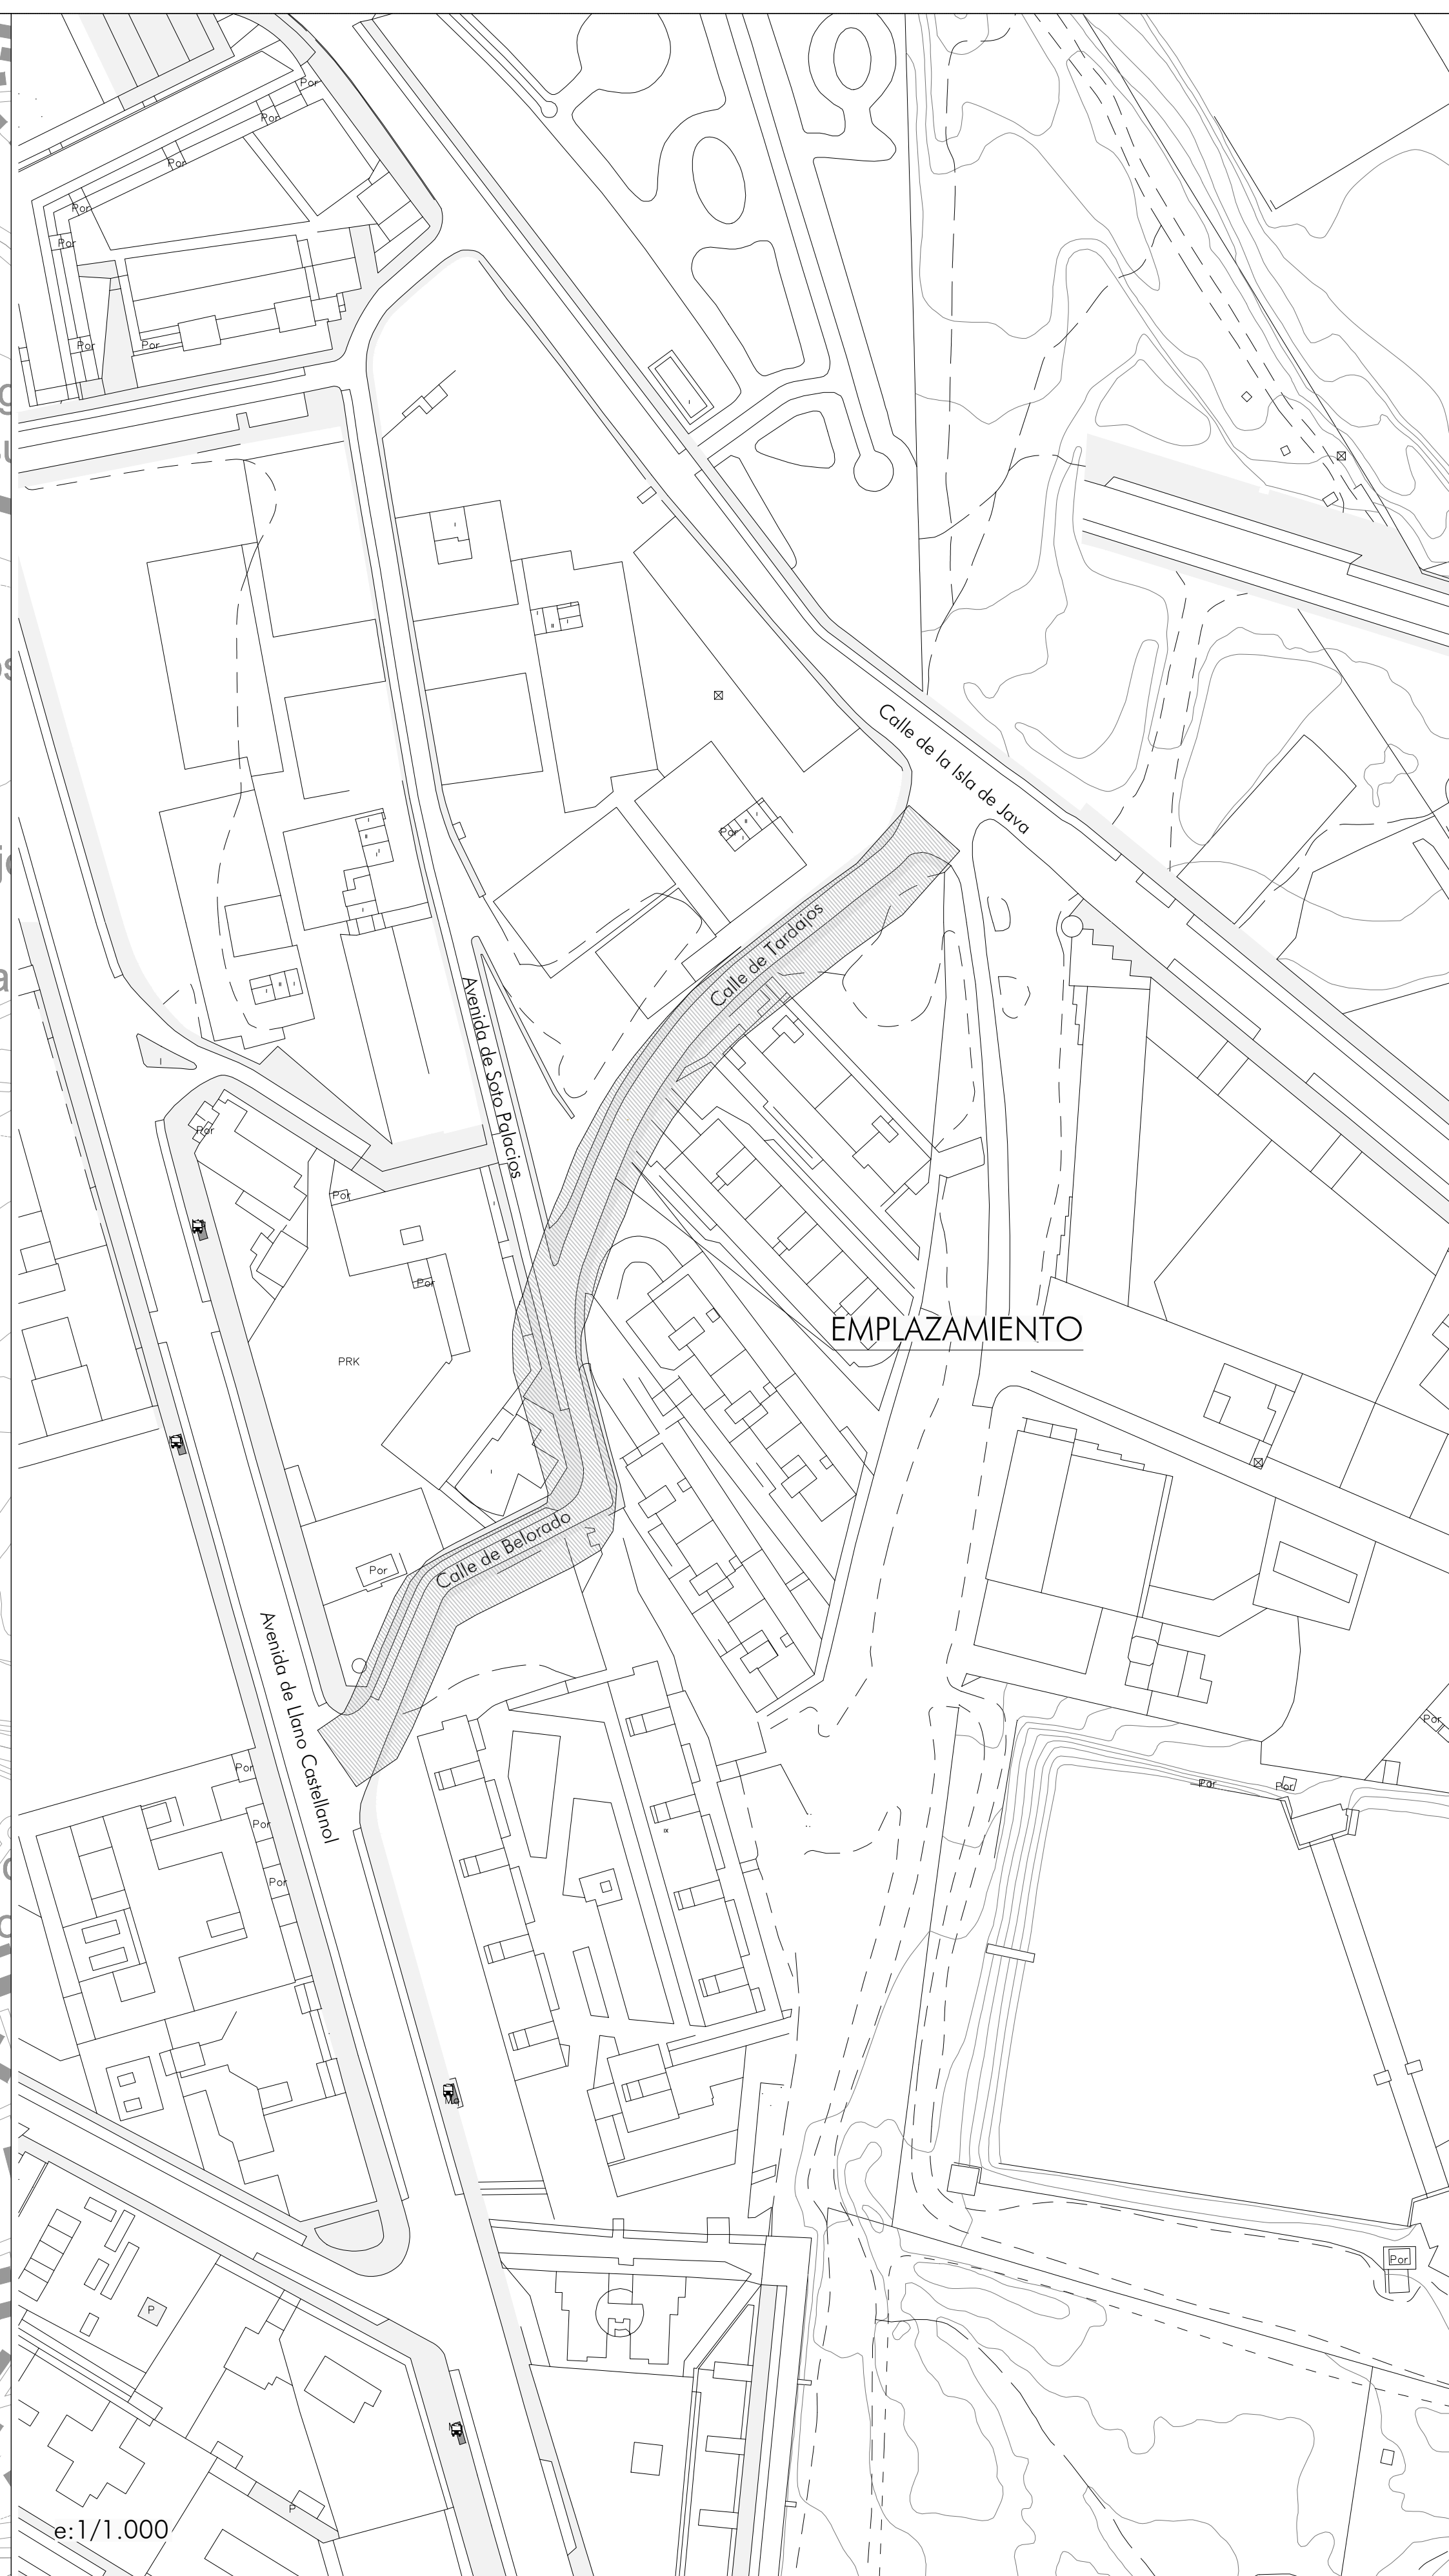 Por
Por
Por
Por
Por
Por
Por
Calle de la Isla de Java
Por
Calle de Tardajos
Avenida de Soto Palacios
Por
Por
Por
EMPLAZAMIENTO
PRK
Calle de Belorado
Por
Avenida de Llano Castellanol
Por
Por
Por
Por
Por
Por
Por
P
P
e:1/1.000